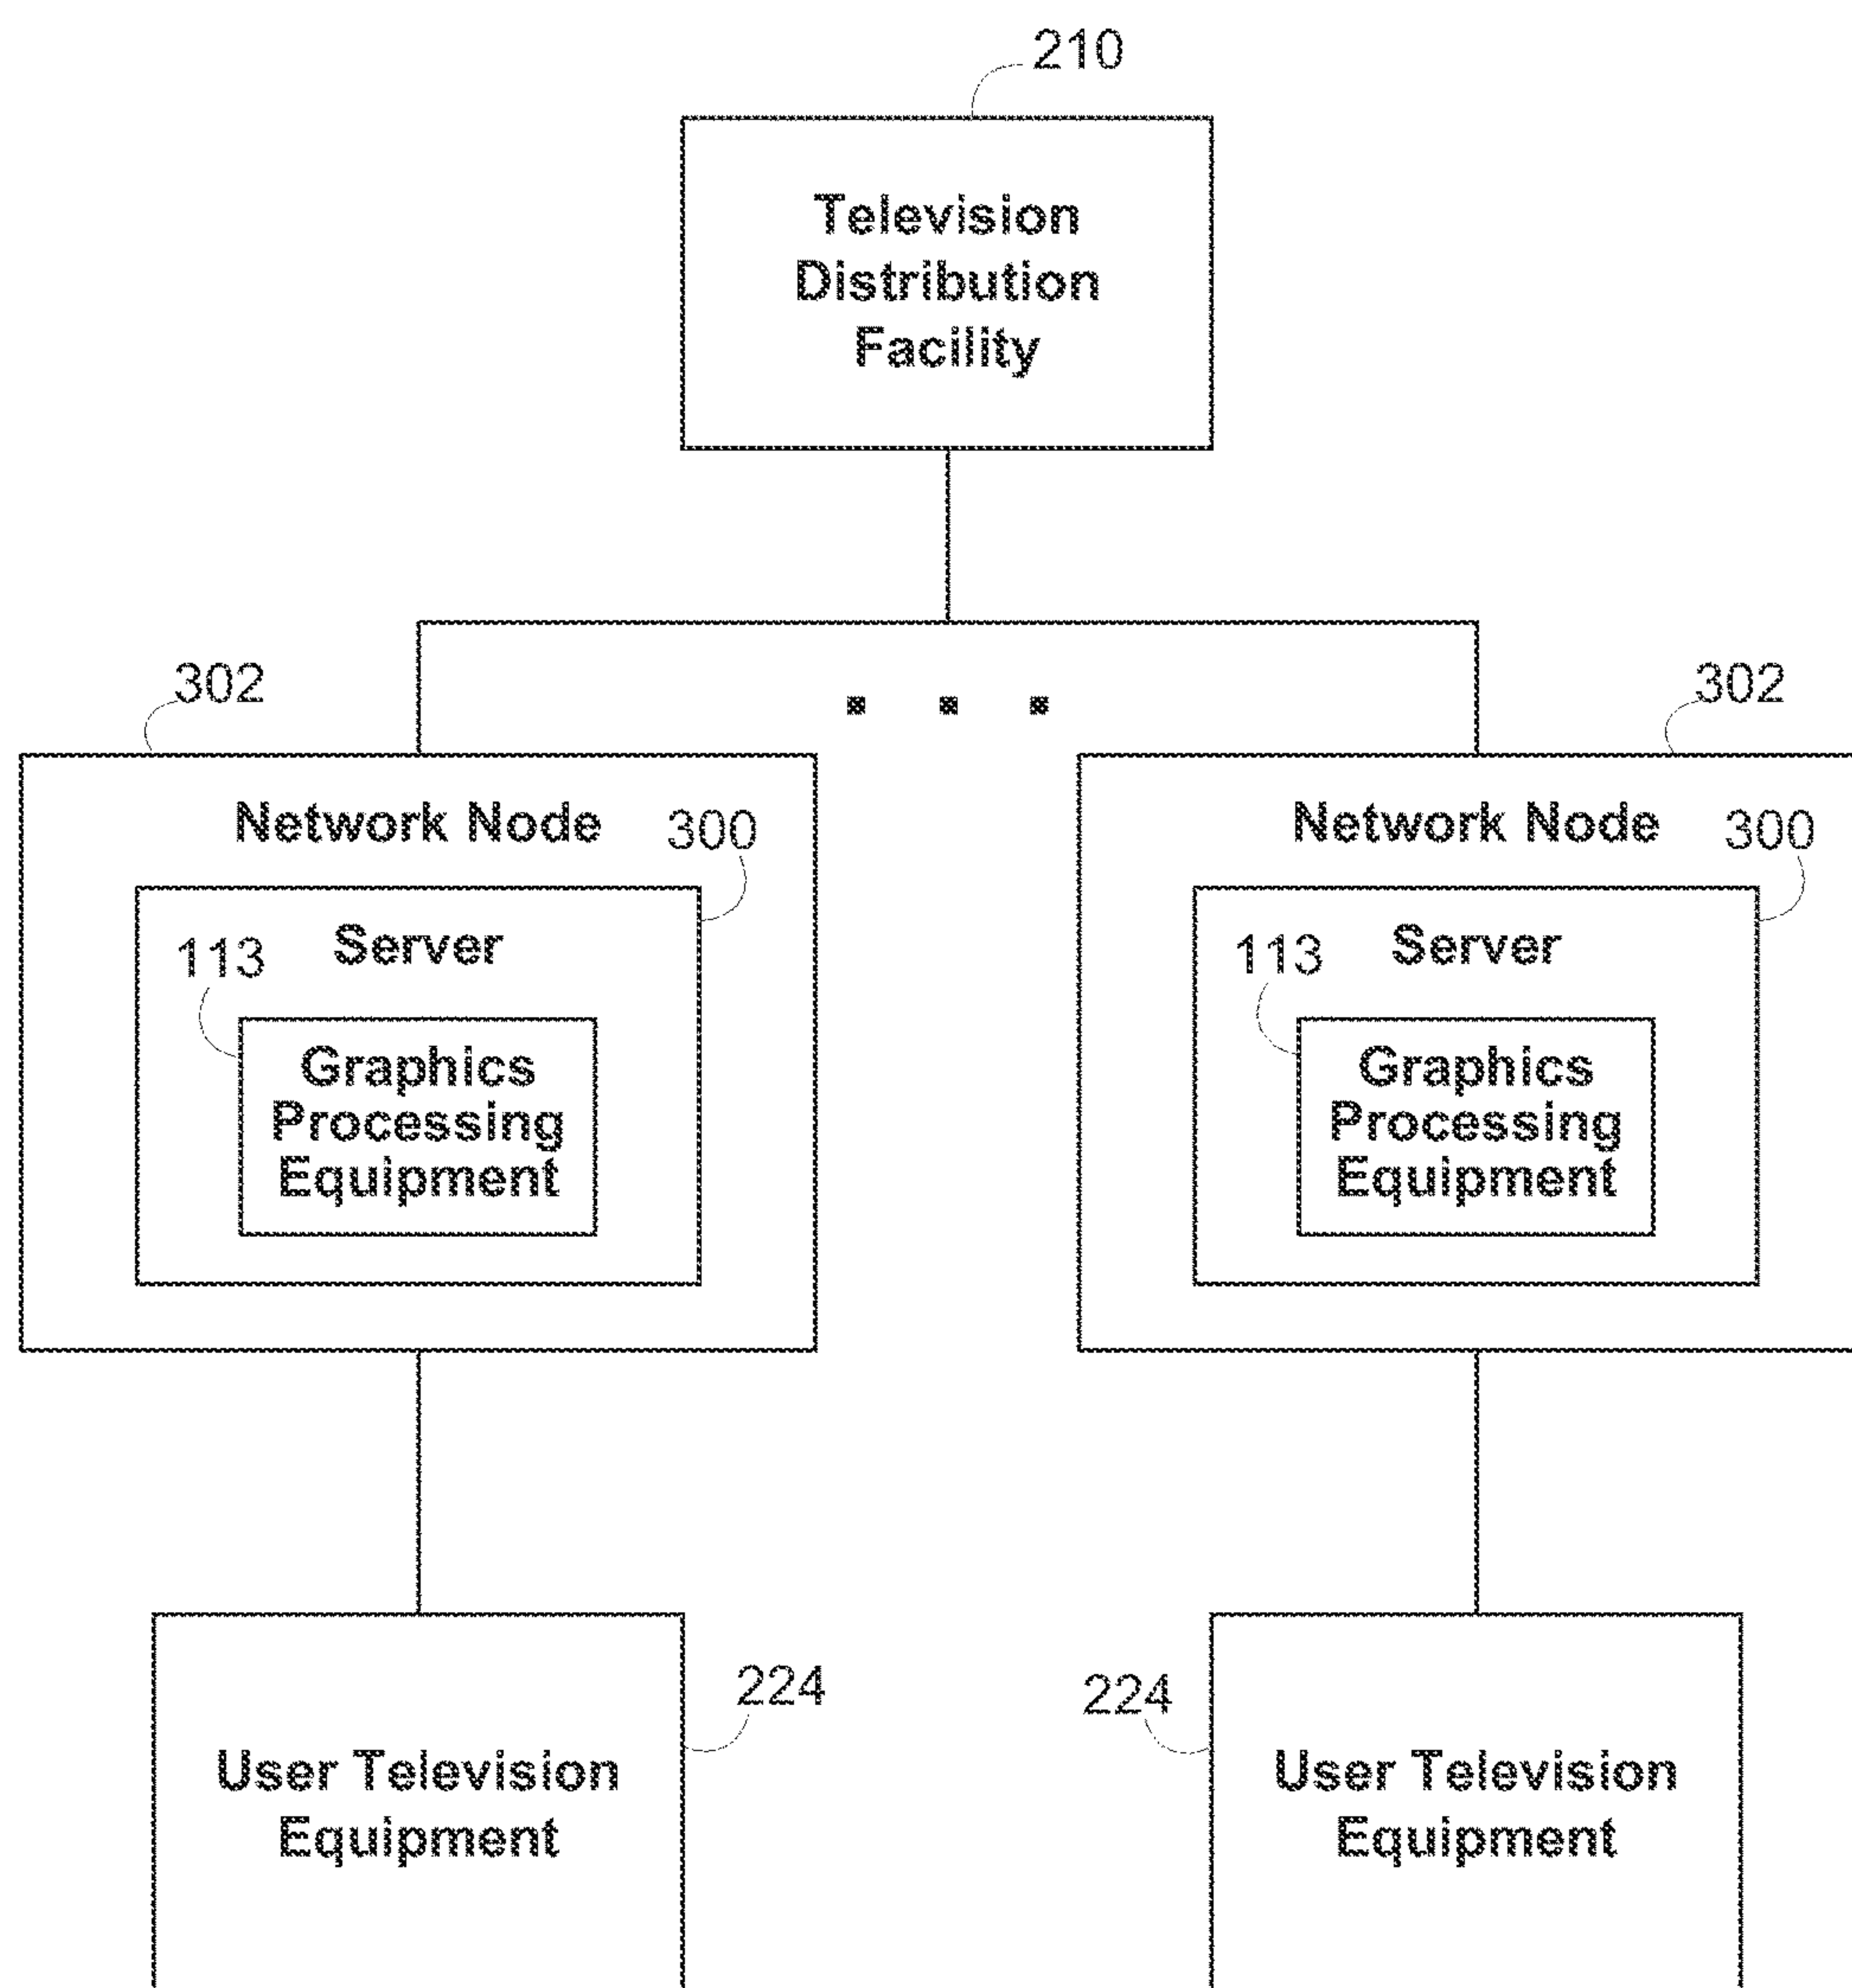 210
Television
Distribution
Facility
302
302
Network Node
300
Network Node
300
Server
113
Server
113
Graphics
Processing
Equipment
Graphics
Processing
Equipment
224
224
User Television
Equipment
User Television
Equipment